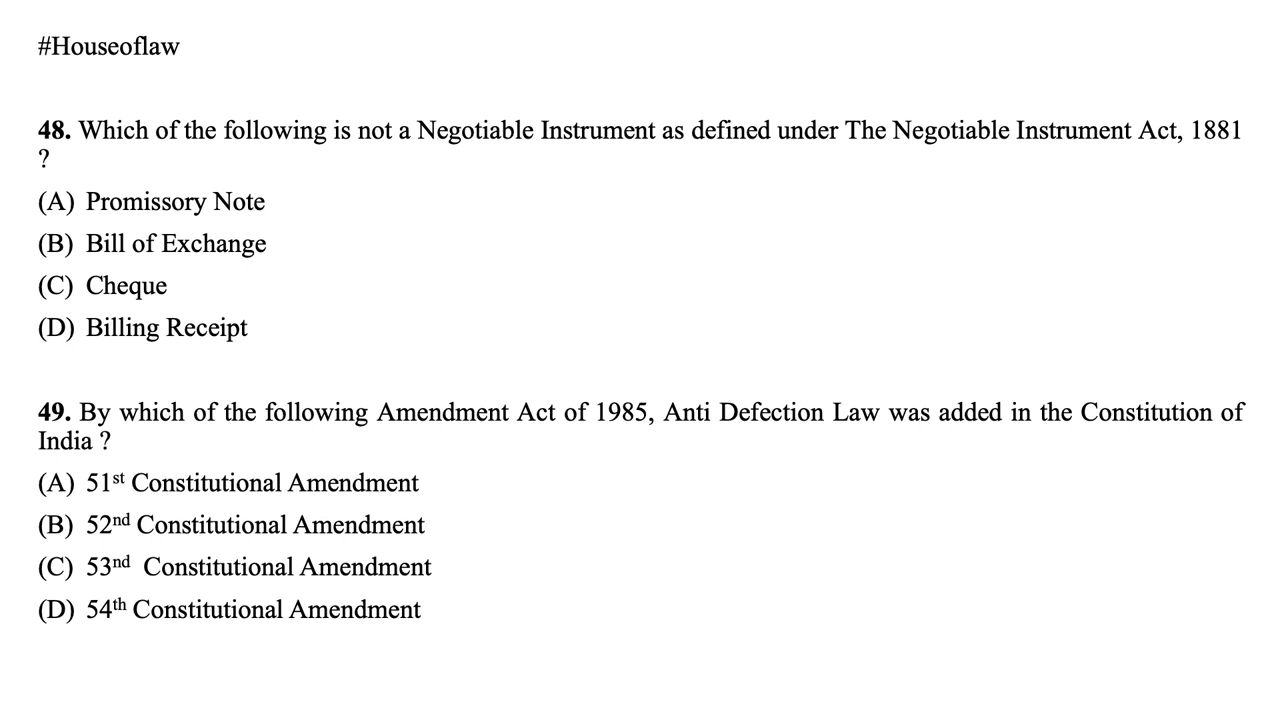 #Houseoflaw
48. Which of the following is not a Negotiable Instrument as defined under The Negotiable Instrument Act, 1881
?
(A) Promissory Note
(B) Bill of Exchange
(C) Cheque
(D) Billing Receipt
49. By which of the following Amendment Act of 1985, Anti Defection Law was added in the Constitution of
India ?
(A) 51st Constitutional Amendment
(B) 52nd Constitutional Amendment
(C) 53nd Constitutional Amendment
(D) 54th Constitutional Amendment